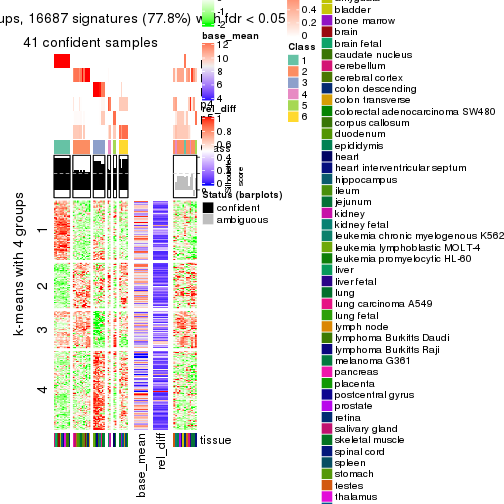 ups, 16687 signatures (77.8%) with fdr < 0.05
41 confident samples
k-means with 4 groups
1
2
3
4
base_mean
rel_diff
tissue
-2
-4
base_mean
12
10
8
6
4
rel_diff
1
0.8
0.6
0.4
0.2
0
Silhouette
score
Status (barplots)
confident
ambiguous
0.4
0.2
0
Class
1
2
3
4
5
6
bladder
bone marrow
brain
brain fetal
caudate nucleus
cerebellum
cerebral cortex
colon descending
colon transverse
colorectal adenocarcinoma SW480
corpus callosum
duodenum
epididymis
heart
heart interventricular septum
hippocampus
ileum
jejunum
kidney
kidney fetal
leukemia chronic myelogenous K562
leukemia lymphoblastic MOLT-4
leukemia promyelocytic HL-60
liver
liver fetal
lung
lung carcinoma A549
lung fetal
lymph node
lymphoma Burkitts Daudi
lymphoma Burkitts Raji
melanoma G361
pancreas
placenta
postcentral gyrus
prostate
retina
salivary gland
skeletal muscle
spinal cord
spleen
stomach
testes
thalamus